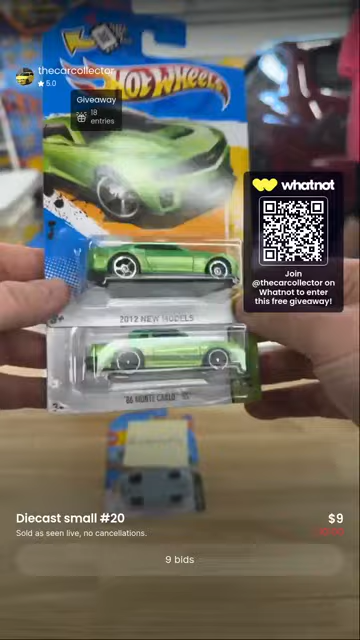 thecarcollector
5.0
HOT WHEELS
Giveaway
18
entries
whatnot
Join
@thecarcollector on
Whatnot to enter
this free giveaway!
2012 NEW MODELS
'86 MONTE CARLO SS
Diecast small #20
$9
Sold as seen live, no cancellations.
9 bids